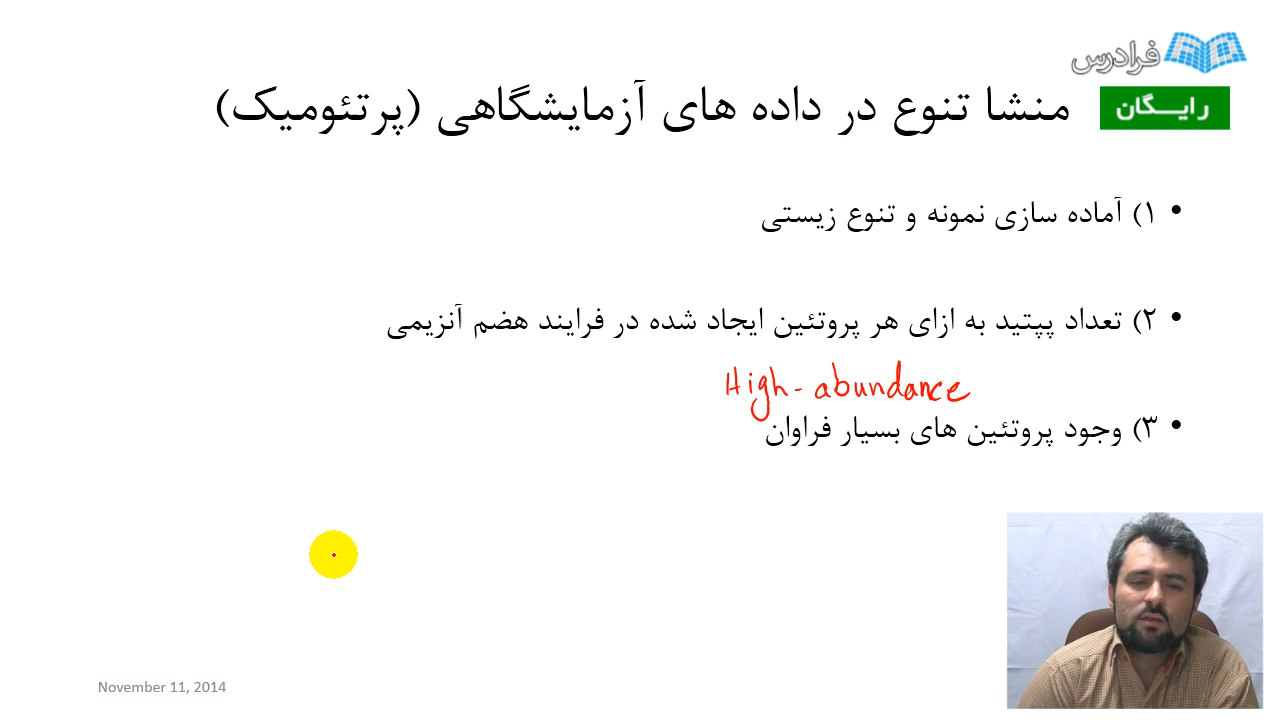 فرادرس
رایگان
منشا تنوع در داده های آزمایشگاهی (پرتئومیک)
• ۱) آماده سازی نمونه و تنوع زیستی
• ۲) تعداد پپتید به ازای هر پروتئین ایجاد شده در فرایند هضم آنزیمی
High-abundance
• ۳) وجود پروتئین های بسیار فراوان
November 11, 2014